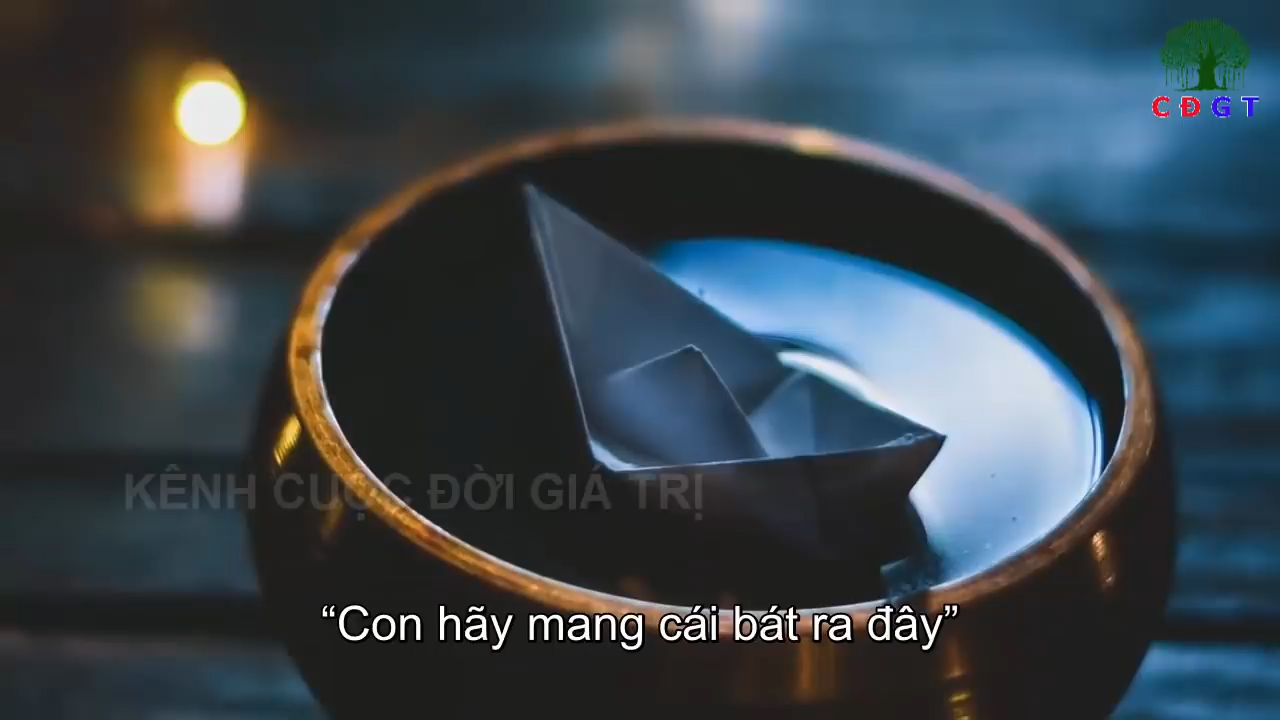 CĐGT
KÊNH CUỘC ĐỜI GIÁ TRỊ
“Con hãy mang cái bát ra đây”